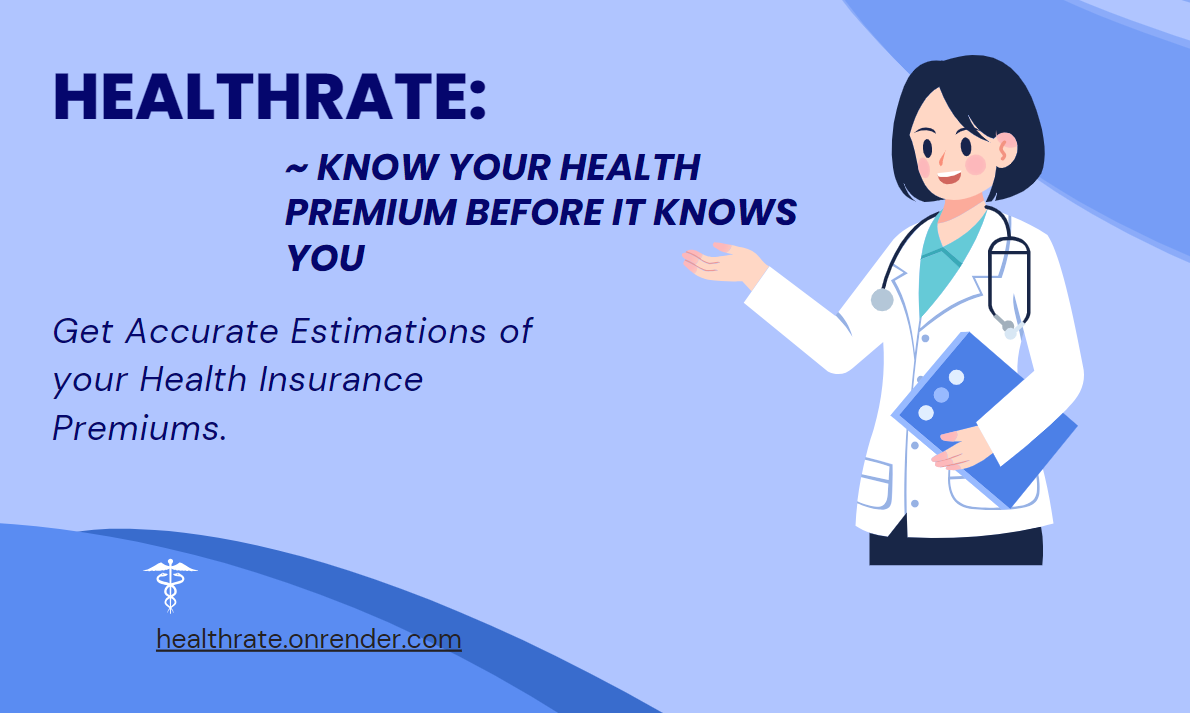 HEALTHRATE:
~ KNOW YOUR HEALTH
PREMIUM BEFORE IT KNOWS
YOU
Get Accurate Estimations of
your Health Insurance
Premiums.
healthrate.onrender.com